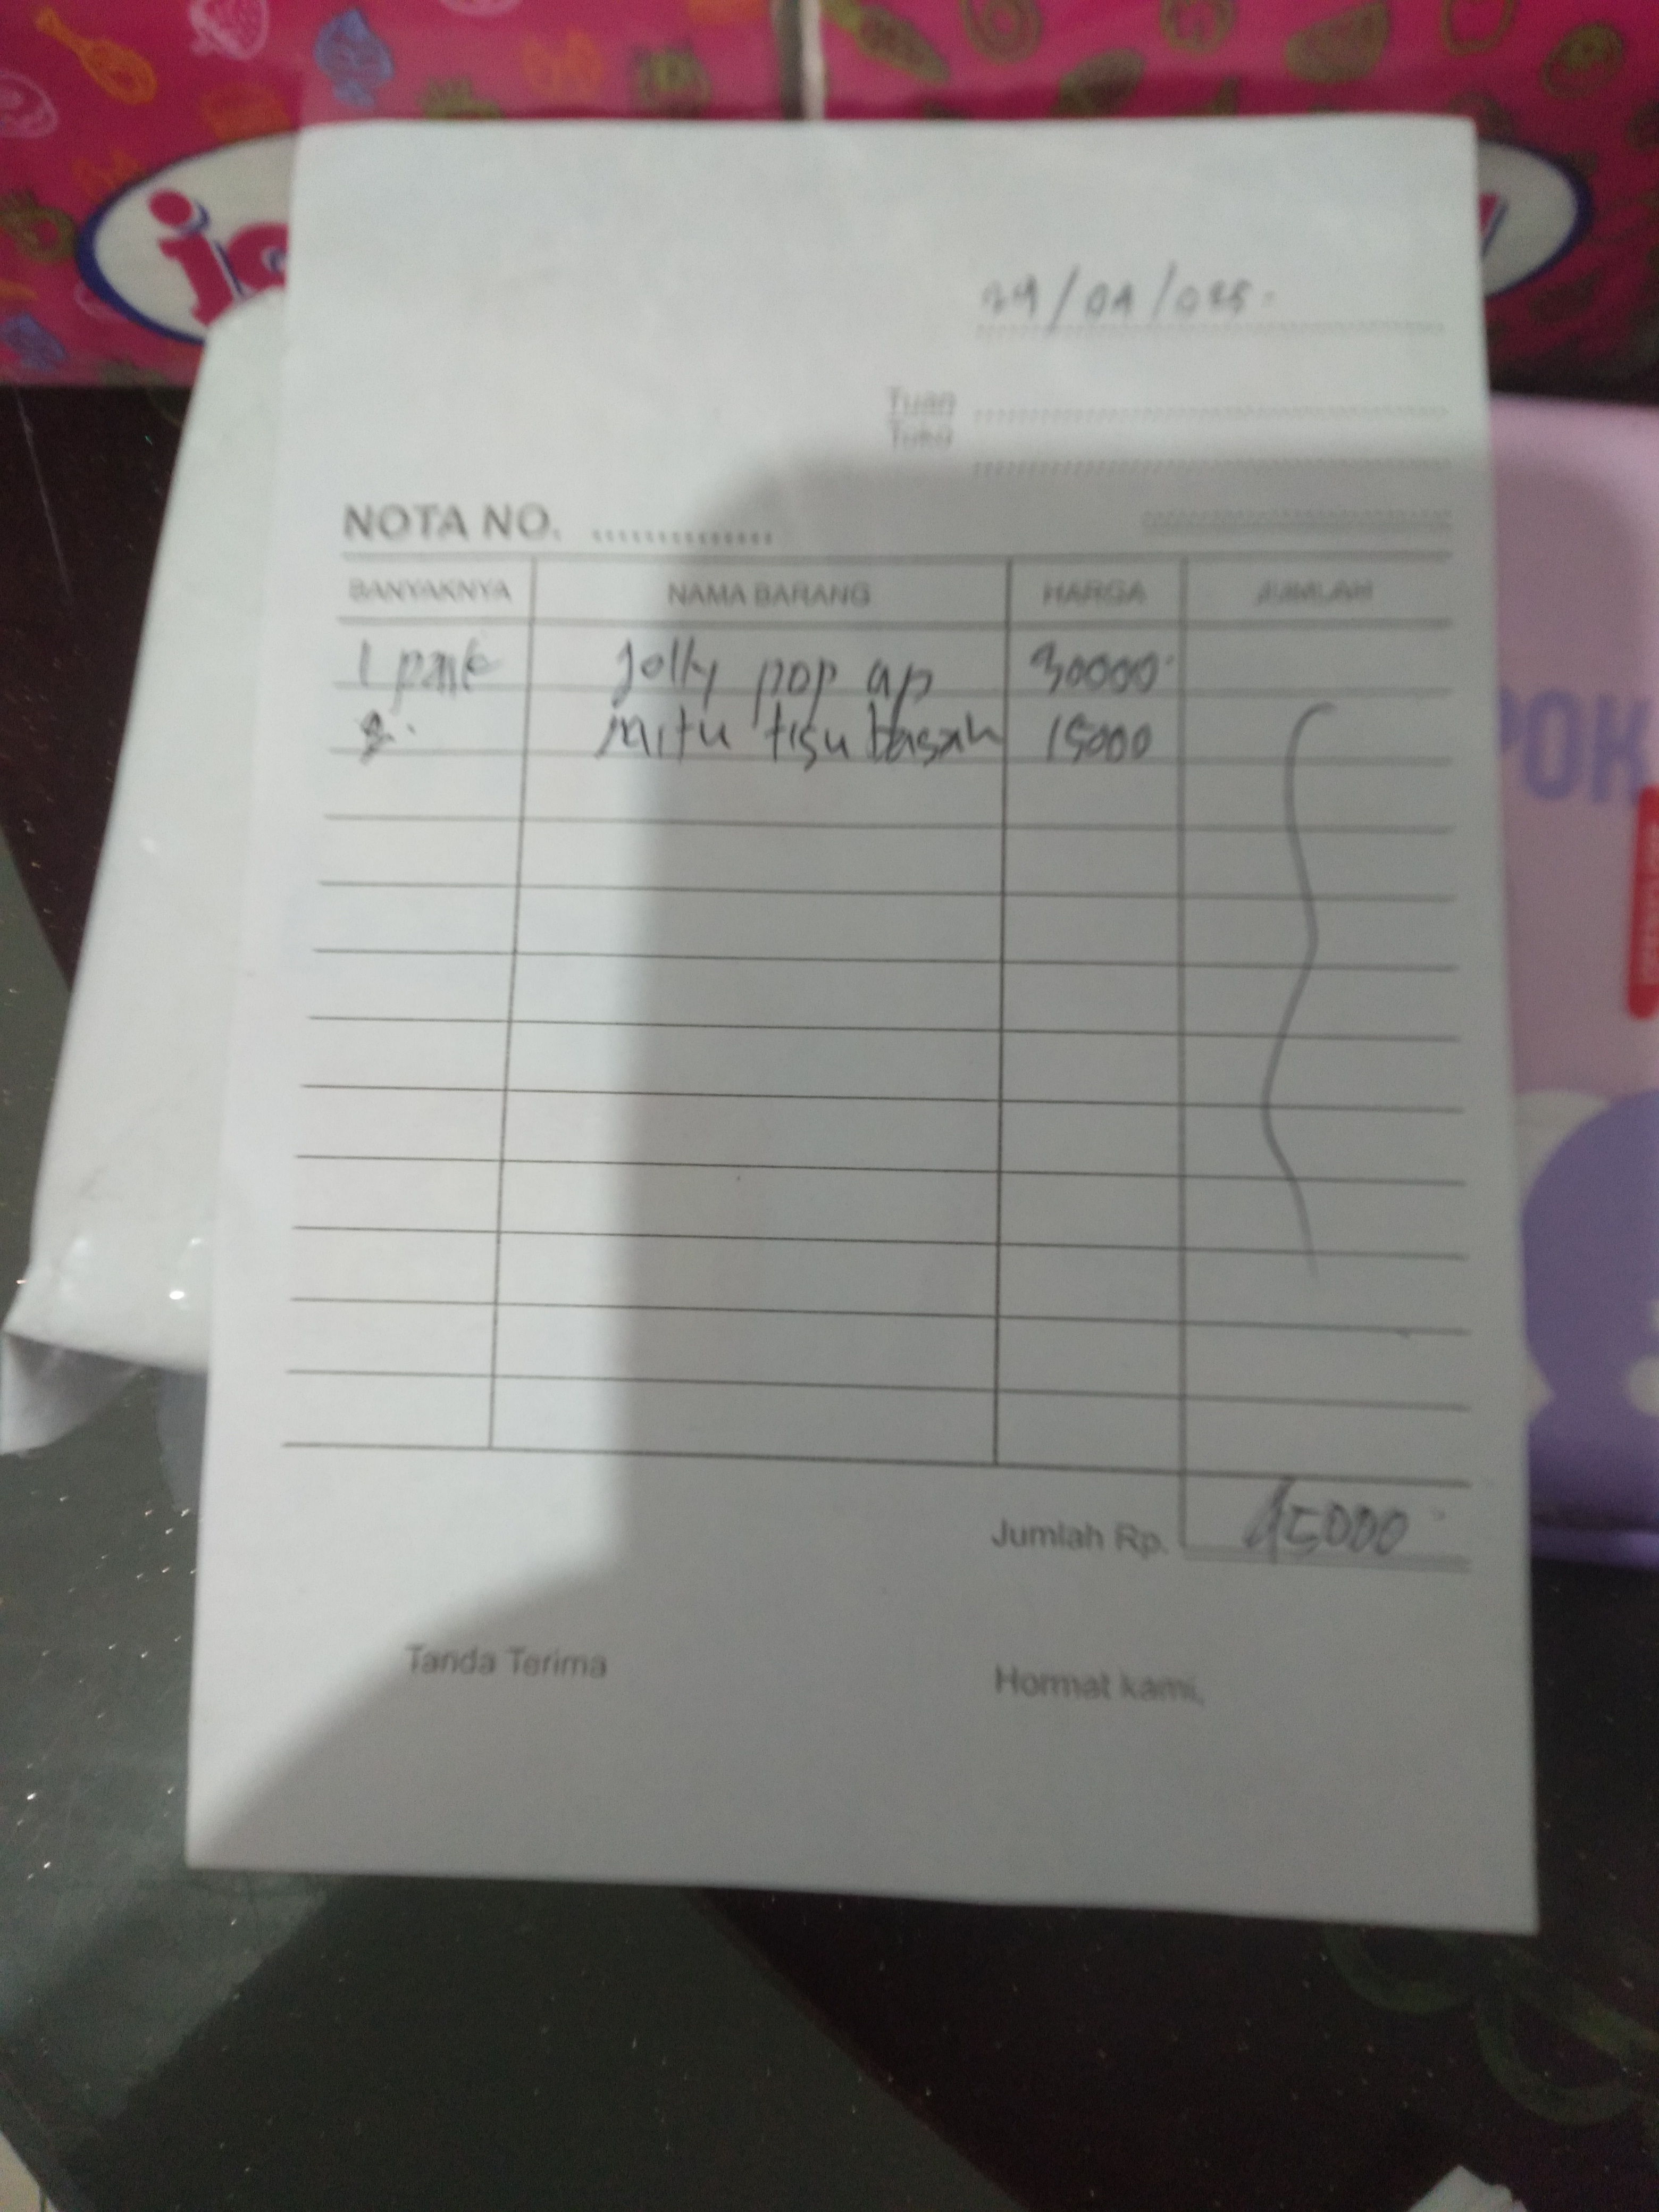 29/04/025.
Tuan
Toko
NOTA NO. ..............
BANYAKNYA NAMA BARANG HARGA JUMLAH
1 pak Jolly pop up 30000
mitu tisu basah 15000
Jumlah Rp. 45000
Tanda Terima Hormat kami,
POK